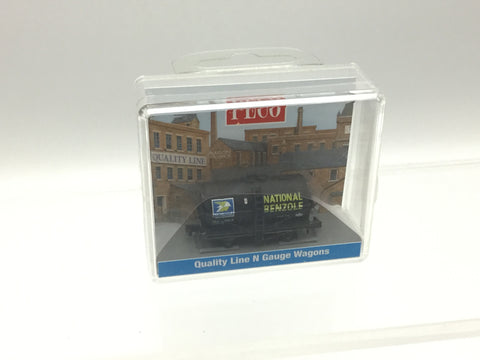 PECO
QUALITY LINE
NATIONAL
BENZOLE
Quality Line N Gauge Wagons